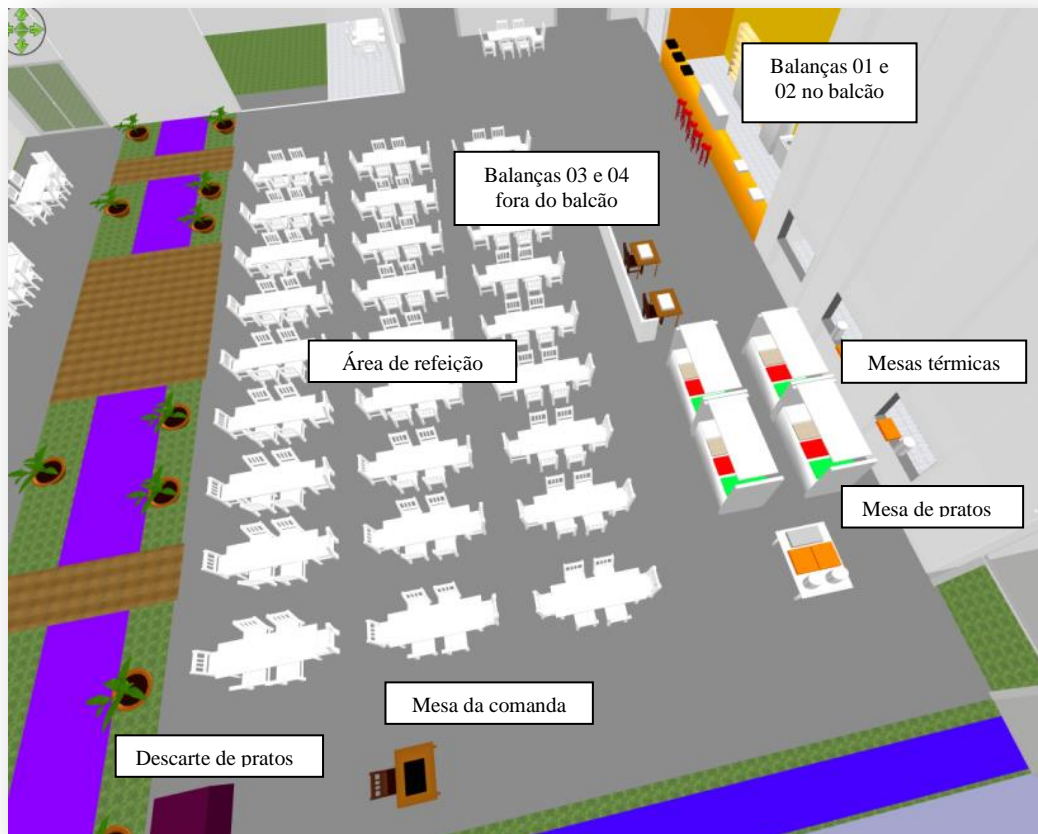 Balanças 01 e
02 no balcão
Balanças 03 e 04
fora do balcão
Área de refeição
Mesas térmicas
Mesa de pratos
Mesa da comanda
Descarte de pratos